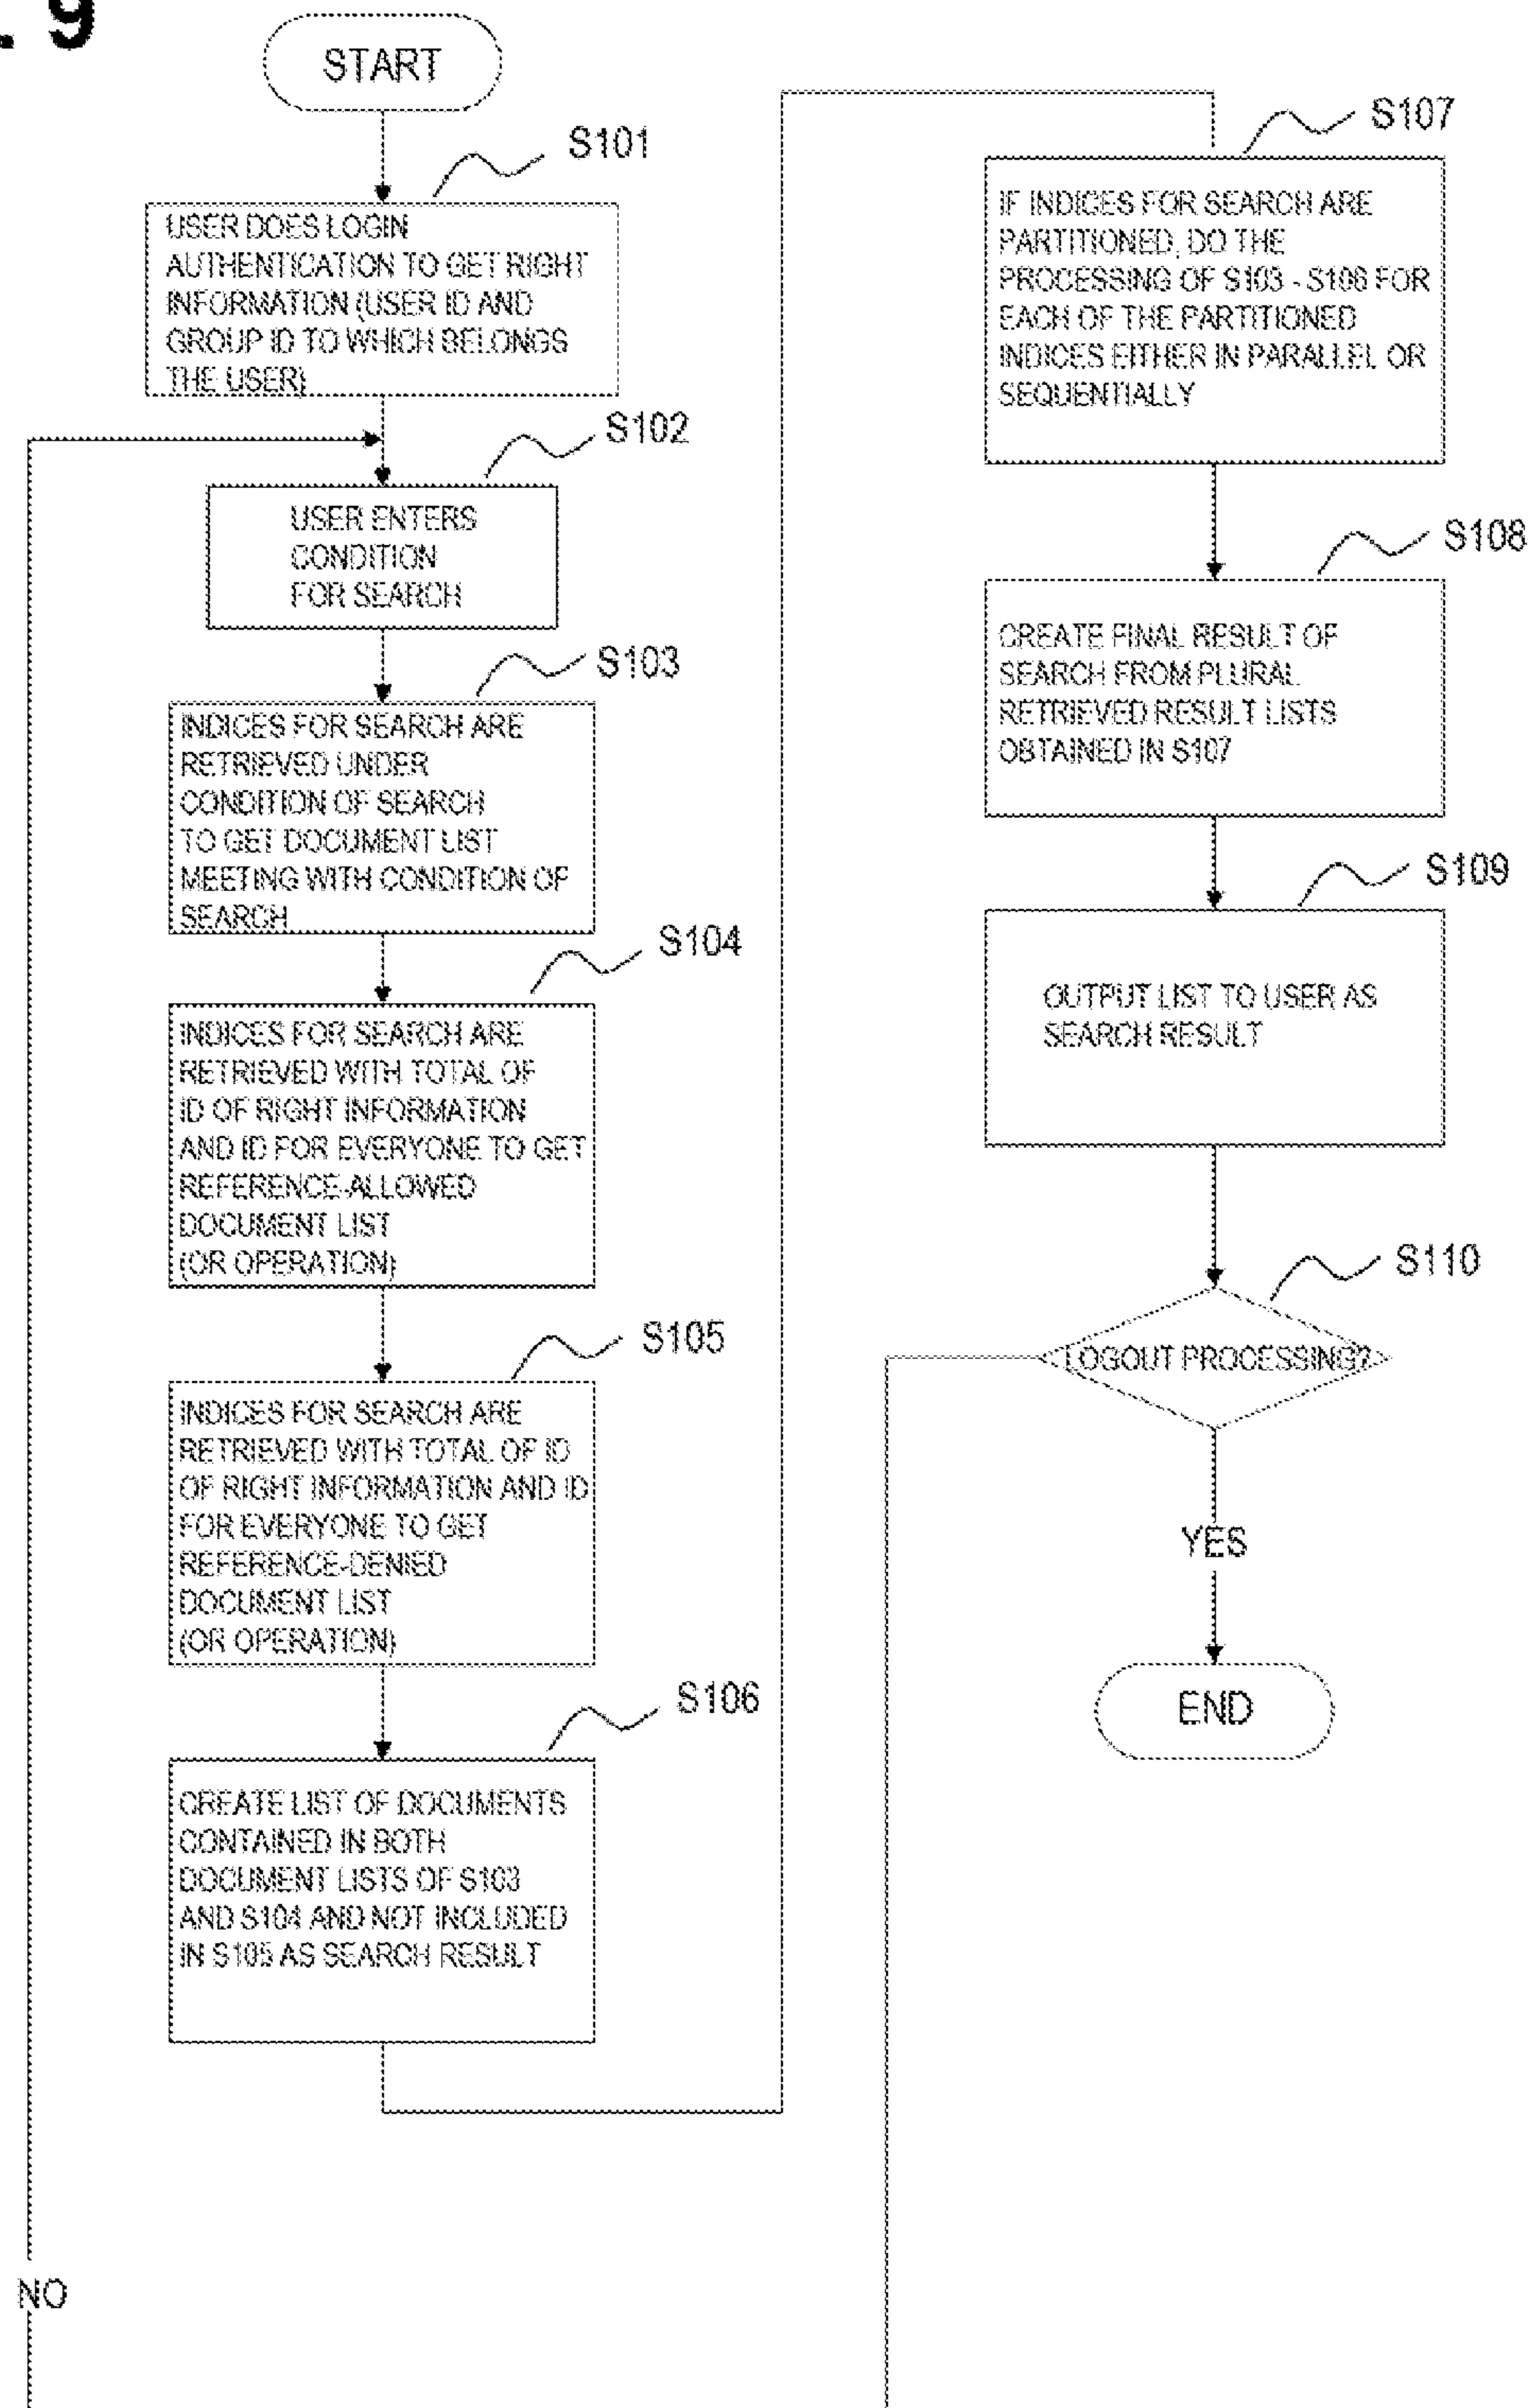 . 9
START
S101
USER DOES LOGIN
AUTHENTICATION TO GET RIGHT
INFORMATION (USER ID AND
GROUP ID TO WHICH BELONGS
THE USER)
S102
USER ENTERS
CONDITION
FOR SEARCH
S103
INDICES FOR SEARCH ARE
RETRIEVED UNDER
CONDITION OF SEARCH
TO GET DOCUMENT LIST
MEETING WITH CONDITION OF
SEARCH
S104
INDICES FOR SEARCH ARE
RETRIEVED WITH TOTAL OF
ID OF RIGHT INFORMATION
AND ID FOR EVERYONE TO GET
REFERENCE-ALLOWED
DOCUMENT LIST
(OR OPERATION)
S105
INDICES FOR SEARCH ARE
RETRIEVED WITH TOTAL OF ID
OF RIGHT INFORMATION AND ID
FOR EVERYONE TO GET
REFERENCE-DENIED
DOCUMENT LIST
(OR OPERATION)
S106
CREATE LIST OF DOCUMENTS
CONTAINED IN BOTH
DOCUMENT LISTS OF S103
AND S104 AND NOT INCLUDED
IN S105 AS SEARCH RESULT
NO
S107
IF INDICES FOR SEARCH ARE
PARTITIONED, DO THE
PROCESSING OF S103 - S106 FOR
EACH OF THE PARTITIONED
INDICES EITHER IN PARALLEL OR
SEQUENTIALLY
S108
CREATE FINAL RESULT OF
SEARCH FROM PLURAL
RETRIEVED RESULT LISTS
OBTAINED IN S107
S109
OUTPUT LIST TO USER AS
SEARCH RESULT
S110
LOGOUT PROCESSING?
YES
END